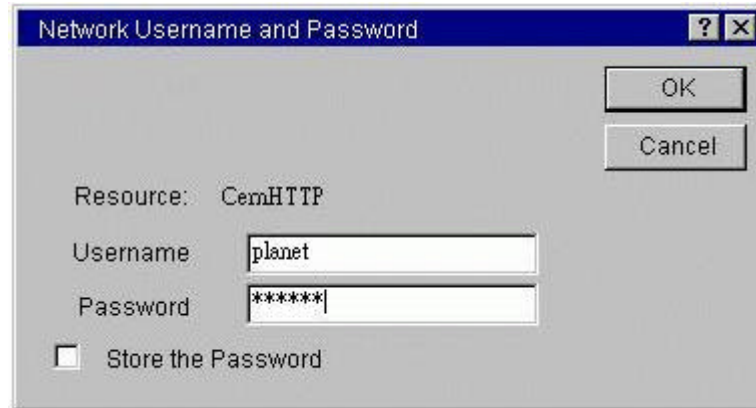 Network Username and Password
OK
Cancel
Resource: CemHTTP
Username planet
Password ******
Store the Password